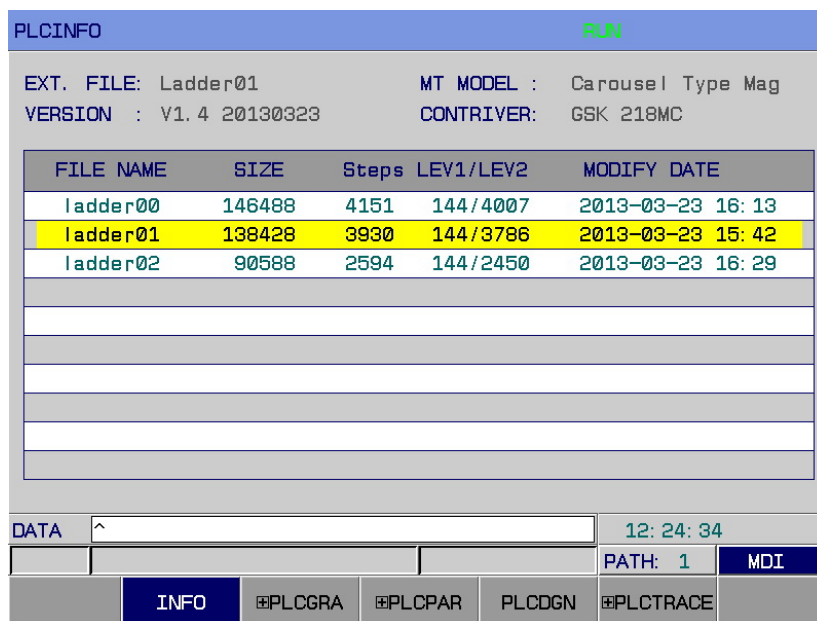 PLCINFO RUN
EXT. FILE: Ladder01 MT MODEL : Carousel Type Mag
VERSION : V1.4 20130323 CONTRIVER: GSK 218MC
FILE NAME SIZE Steps LEV1/LEV2 MODIFY DATE
ladder00 146488 4151 144/4007 2013-03-23 16:13
ladder01 138428 3930 144/3786 2013-03-23 15:42
ladder02 90588 2594 144/2450 2013-03-23 16:29
DATA ^ 12:24:34
PATH: 1 MDI
INFO ⊞PLCGRA ⊞PLCPAR PLCDGN ⊞PLCTRACE